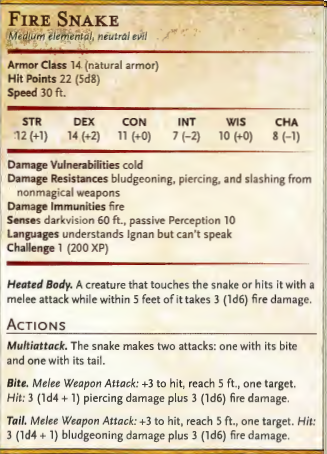 FIRE SNAKE
Medium elemental, neutral evil
Armor Class 14 (natural armor)
Hit Points 22 (5d8)
Speed 30 ft.
STR DEX CON INT WIS CHA
12 (+1) 14 (+2) 11 (+0) 7 (−2) 10 (+0) 8 (−1)
Damage Vulnerabilities cold
Damage Resistances bludgeoning, piercing, and slashing from
nonmagical weapons
Damage Immunities fire
Senses darkvision 60 ft., passive Perception 10
Languages understands Ignan but can't speak
Challenge 1 (200 XP)
Heated Body. A creature that touches the snake or hits it with a
melee attack while within 5 feet of it takes 3 (1d6) fire damage.
ACTIONS
Multiattack. The snake makes two attacks: one with its bite
and one with its tail.
Bite. Melee Weapon Attack: +3 to hit, reach 5 ft., one target.
Hit: 3 (1d4 + 1) piercing damage plus 3 (1d6) fire damage.
Tail. Melee Weapon Attack: +3 to hit, reach 5 ft., one target. Hit:
3 (1d4 + 1) bludgeoning damage plus 3 (1d6) fire damage.